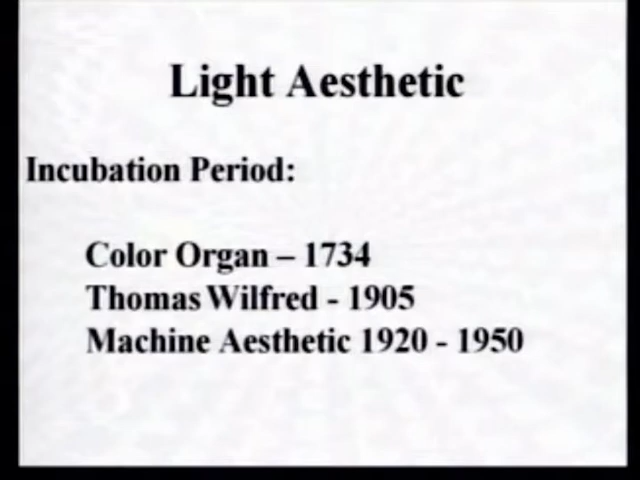 Light Aesthetic
Incubation Period:
Color Organ – 1734
Thomas Wilfred - 1905
Machine Aesthetic 1920 - 1950